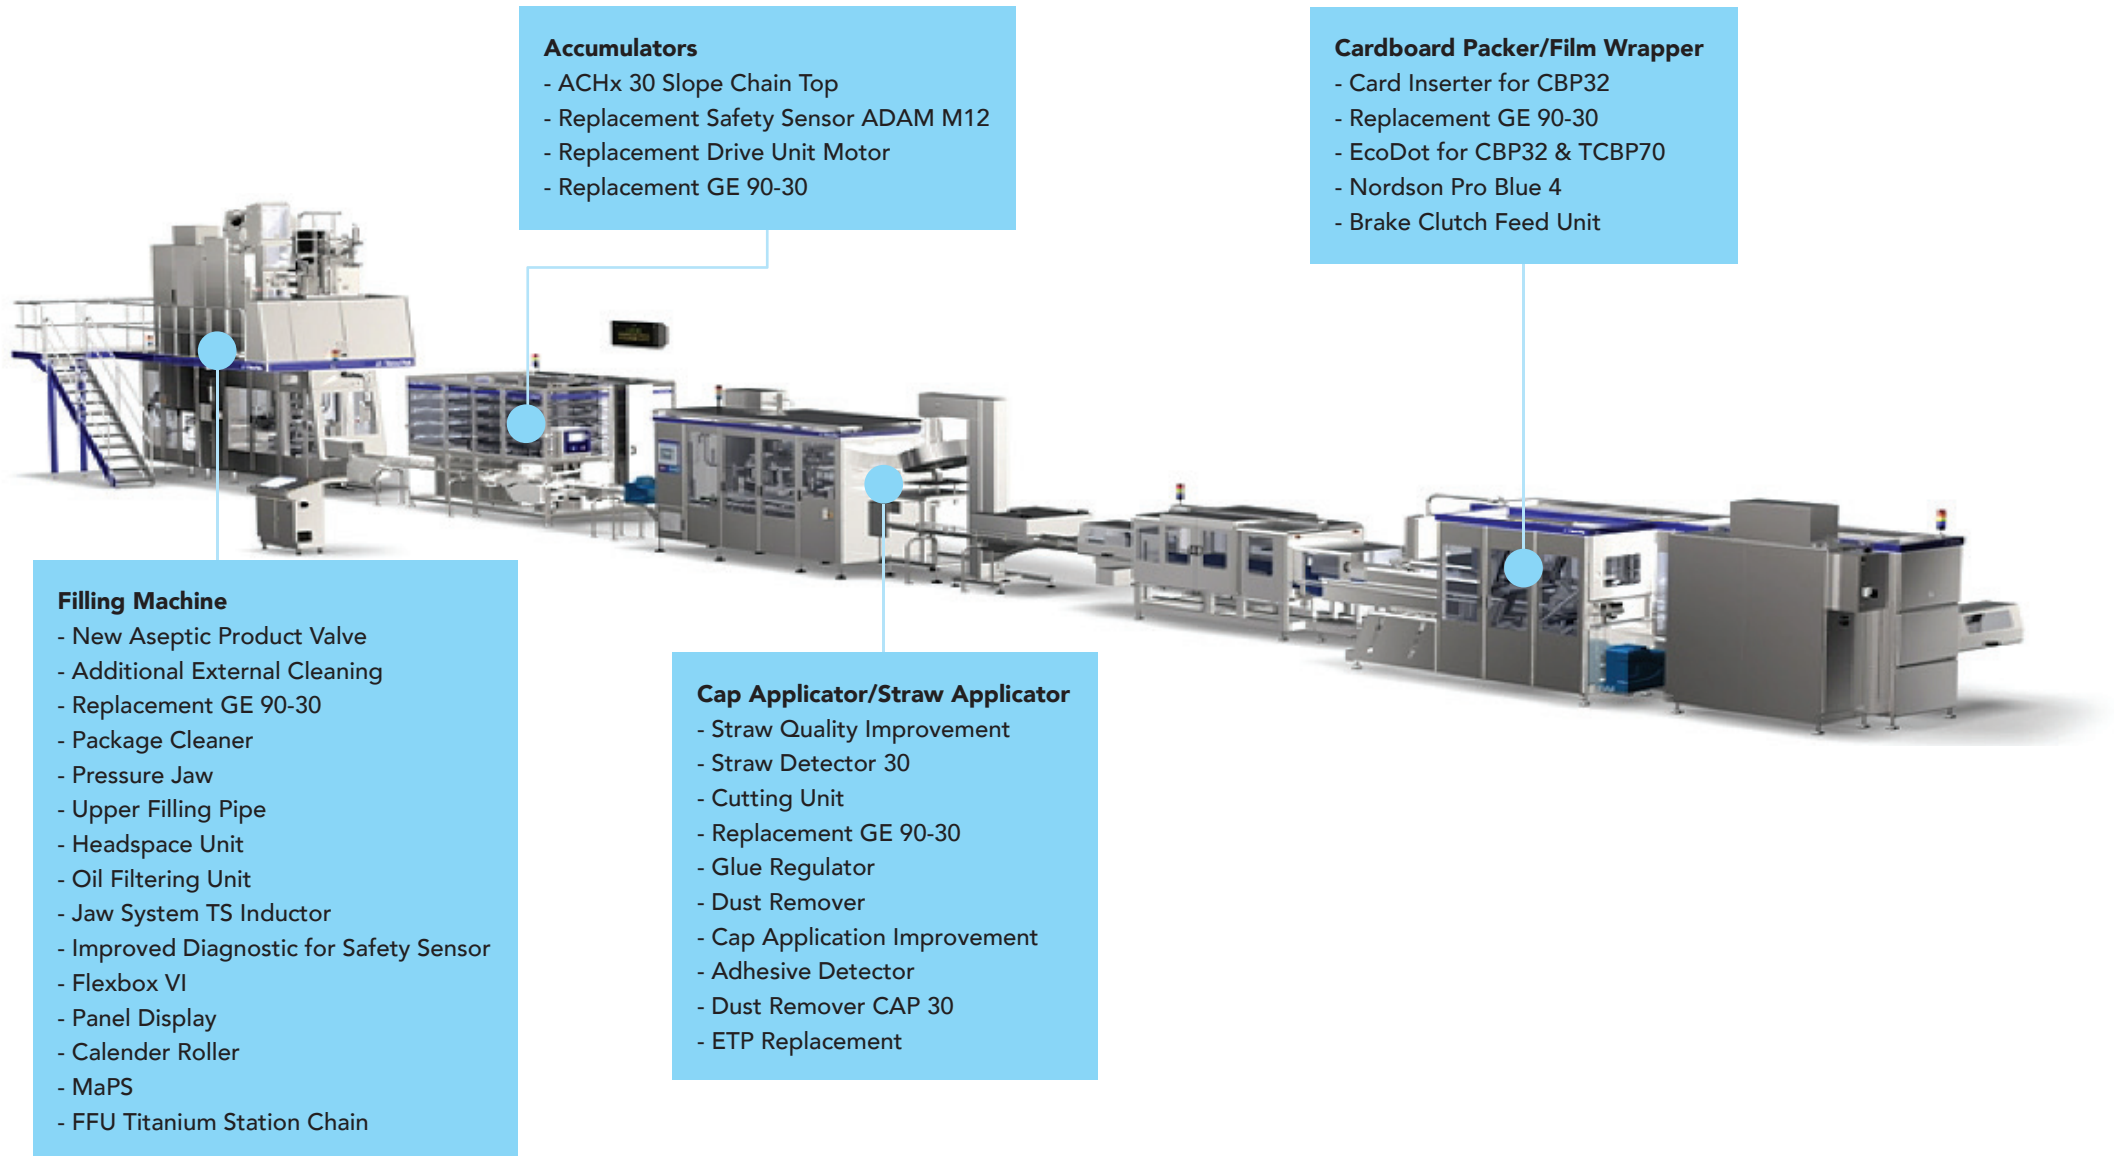 Accumulators
- ACHx 30 Slope Chain Top
- Replacement Safety Sensor ADAM M12
- Replacement Drive Unit Motor
- Replacement GE 90-30
Cardboard Packer/Film Wrapper
- Card Inserter for CBP32
- Replacement GE 90-30
- EcoDot for CBP32 & TCBP70
- Nordson Pro Blue 4
- Brake Clutch Feed Unit
Filling Machine
- New Aseptic Product Valve
- Additional External Cleaning
- Replacement GE 90-30
- Package Cleaner
- Pressure Jaw
- Upper Filling Pipe
- Headspace Unit
- Oil Filtering Unit
- Jaw System TS Inductor
- Improved Diagnostic for Safety Sensor
- Flexbox VI
- Panel Display
- Calender Roller
- MaPS
- FFU Titanium Station Chain
Cap Applicator/Straw Applicator
- Straw Quality Improvement
- Straw Detector 30
- Cutting Unit
- Replacement GE 90-30
- Glue Regulator
- Dust Remover
- Cap Application Improvement
- Adhesive Detector
- Dust Remover CAP 30
- ETP Replacement